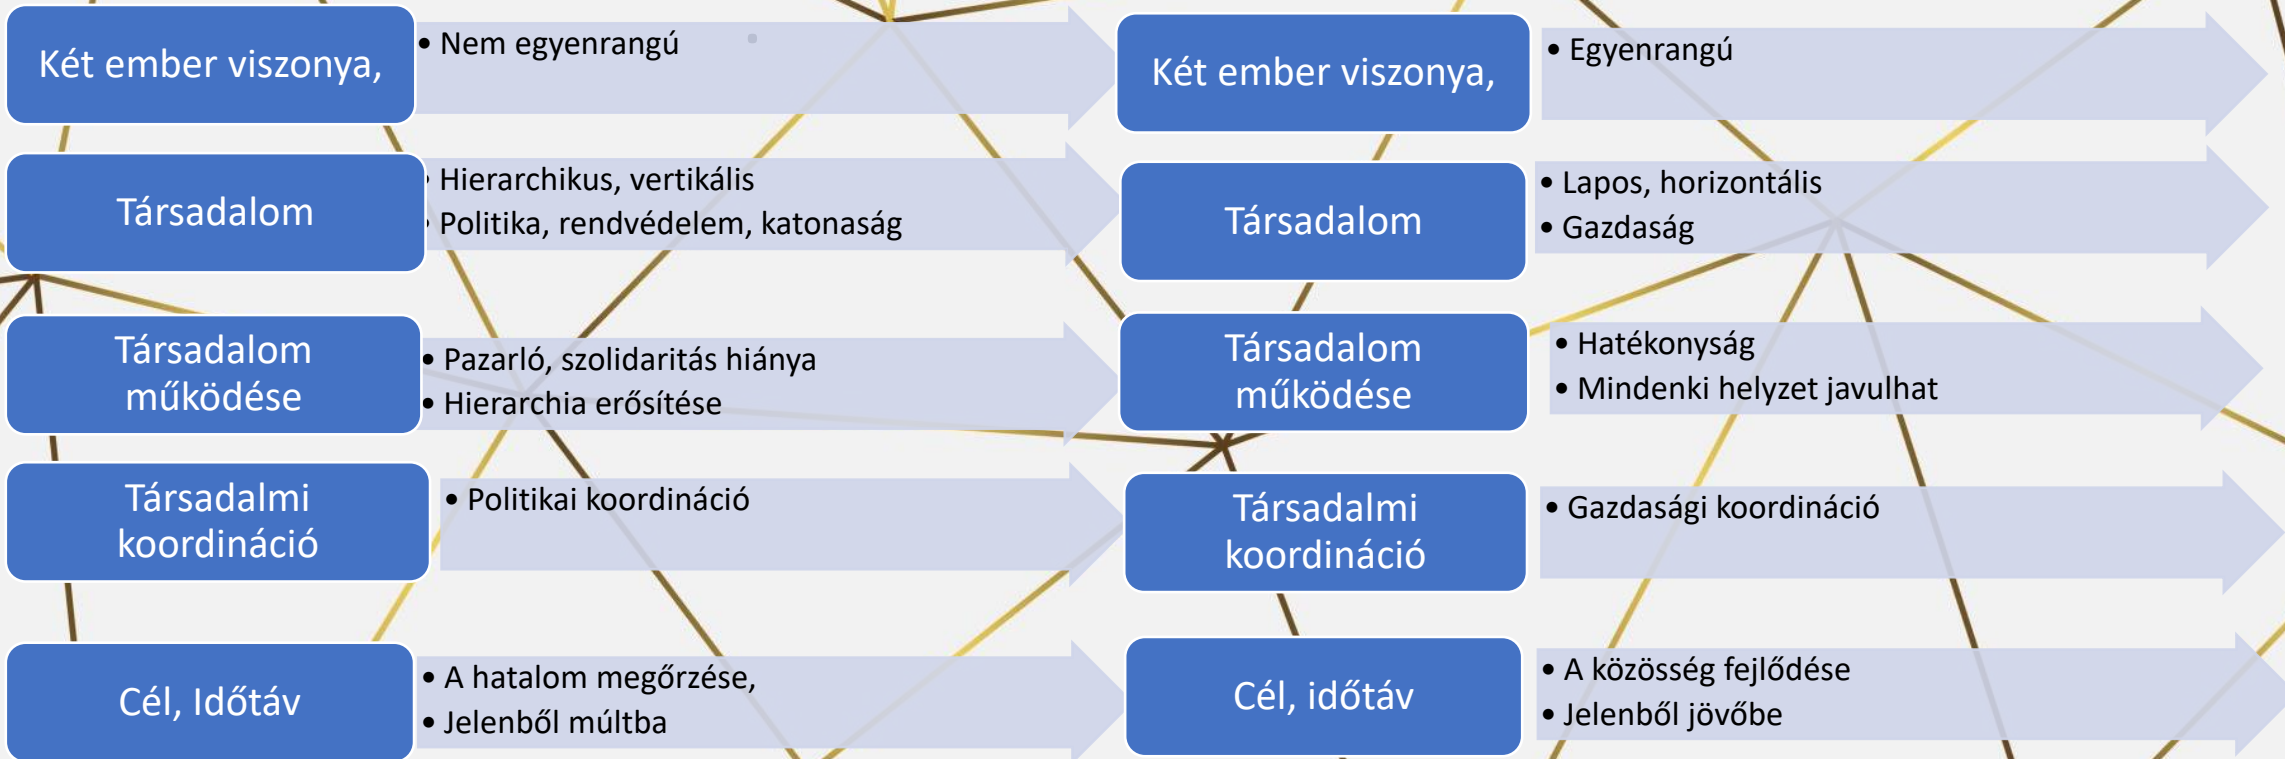 Két ember viszonya,
• Nem egyenrangú
Társadalom
• Hierarchikus, vertikális
• Politika, rendvédelem, katonaság
Társadalom
működése
• Pazarló, szolidaritás hiánya
• Hierarchia erősítése
Társadalmi
koordináció
• Politikai koordináció
Cél, Időtáv
• A hatalom megőrzése,
• Jelenből múltba
Két ember viszonya,
• Egyenrangú
Társadalom
• Lapos, horizontális
• Gazdaság
Társadalom
működése
• Hatékonyság
• Mindenki helyzet javulhat
Társadalmi
koordináció
• Gazdasági koordináció
Cél, időtáv
• A közösség fejlődése
• Jelenből jövőbe